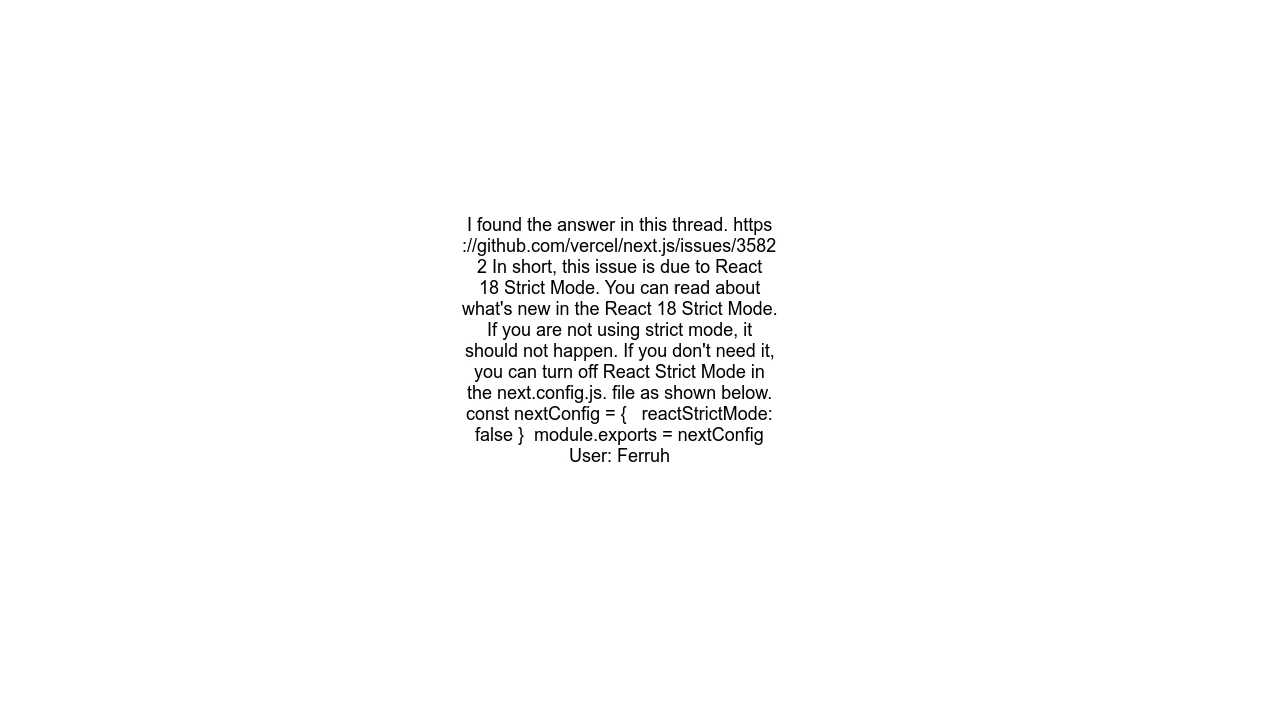 I found the answer in this thread. https
://github.com/vercel/next.js/issues/3582
2 In short, this issue is due to React
18 Strict Mode. You can read about
what's new in the React 18 Strict Mode.
If you are not using strict mode, it
should not happen. If you don't need it,
you can turn off React Strict Mode in
the next.config.js. file as shown below.
const nextConfig = {   reactStrictMode:
false }  module.exports = nextConfig
User: Ferruh